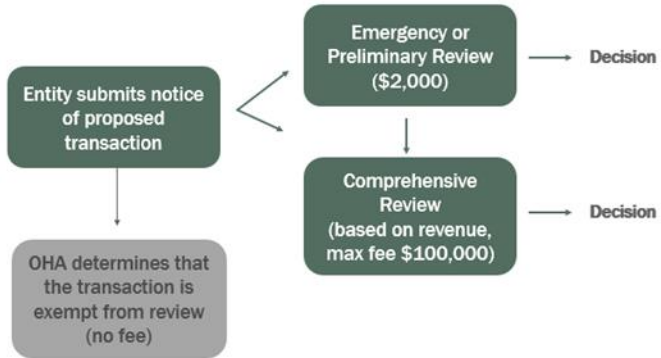 Entity submits notice
of proposed
transaction
OHA determines that
the transaction is
exempt from review
(no fee)
Emergency or
Preliminary Review
($2,000)
Decision
Comprehensive
Review
(based on revenue,
max fee $100,000)
Decision